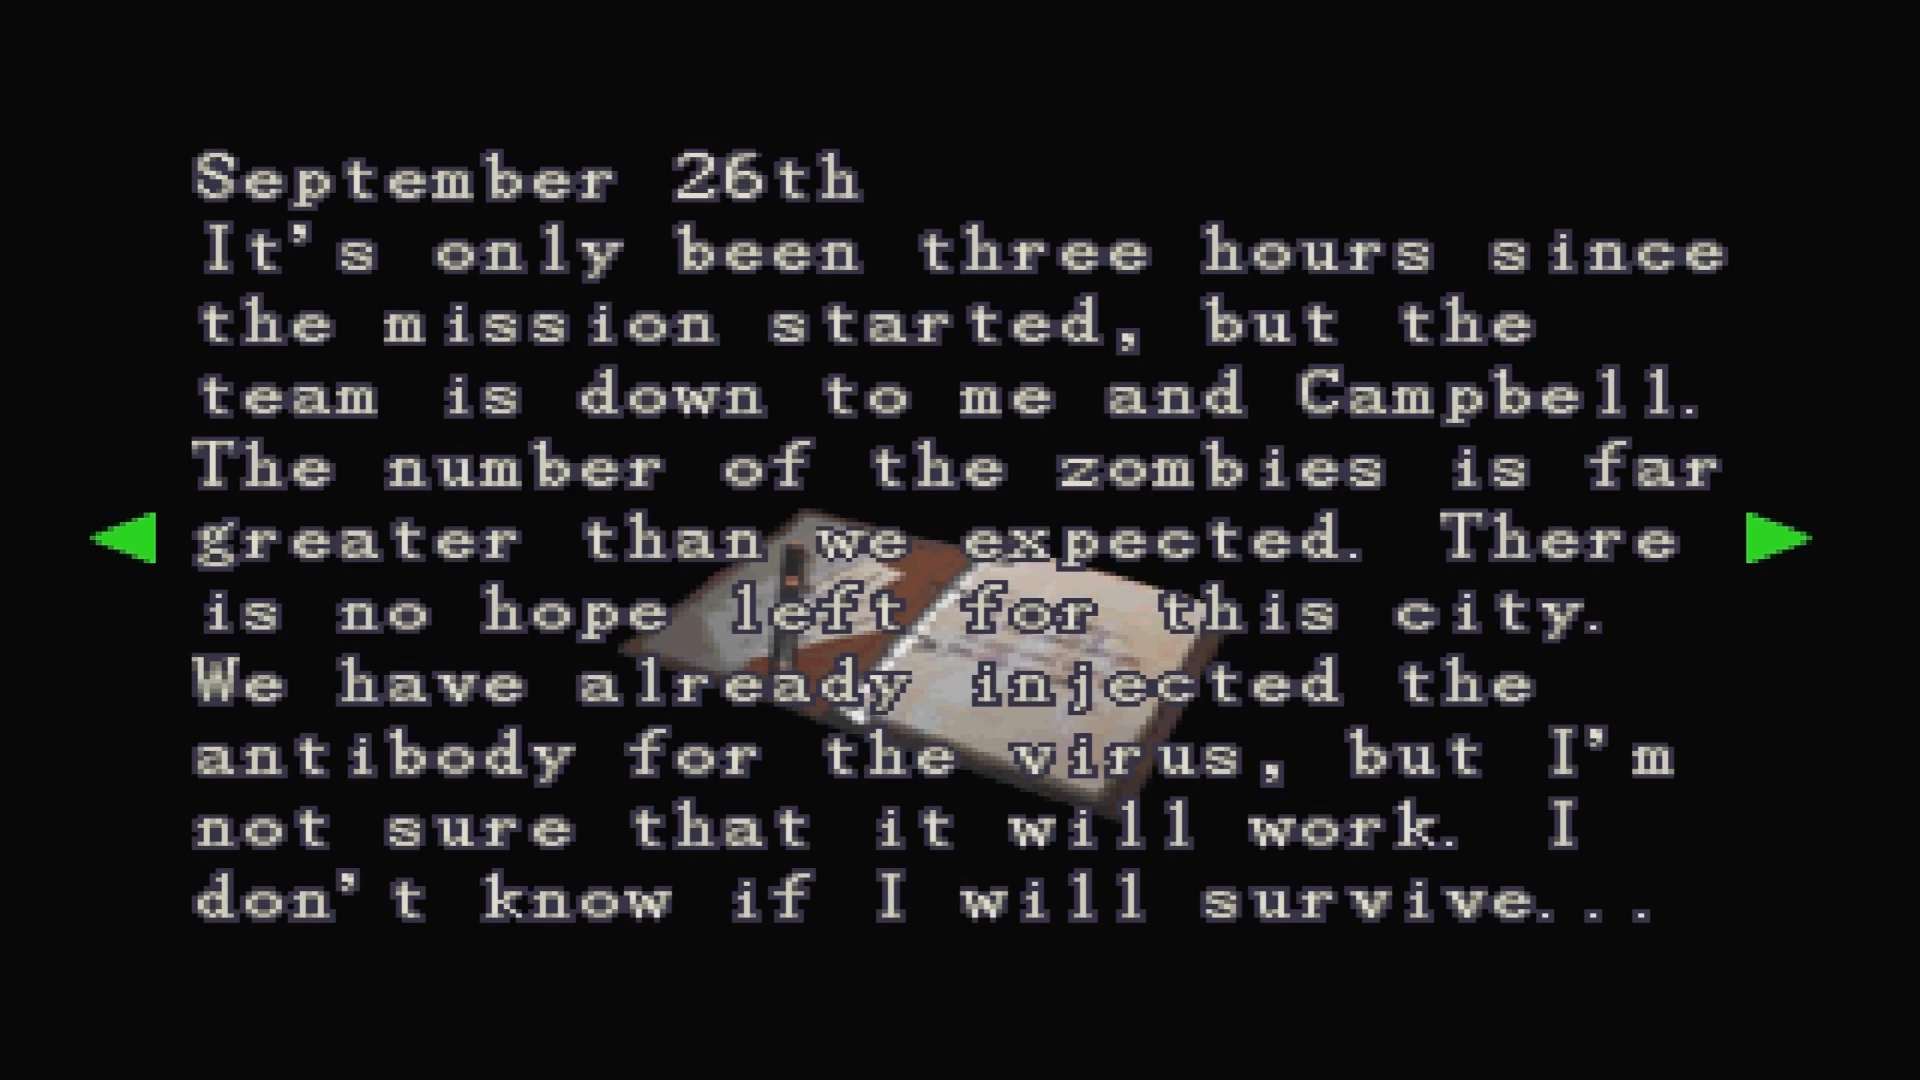 September 26th
It's only been three hours since
the mission started, but the
team is down to me and Campbell.
The number of the zombies is far
greater than we expected. There
is no hope left for this city.
We have already injected the
antibody for the virus, but I'm
not sure that it will work. I
don't know if I will survive...